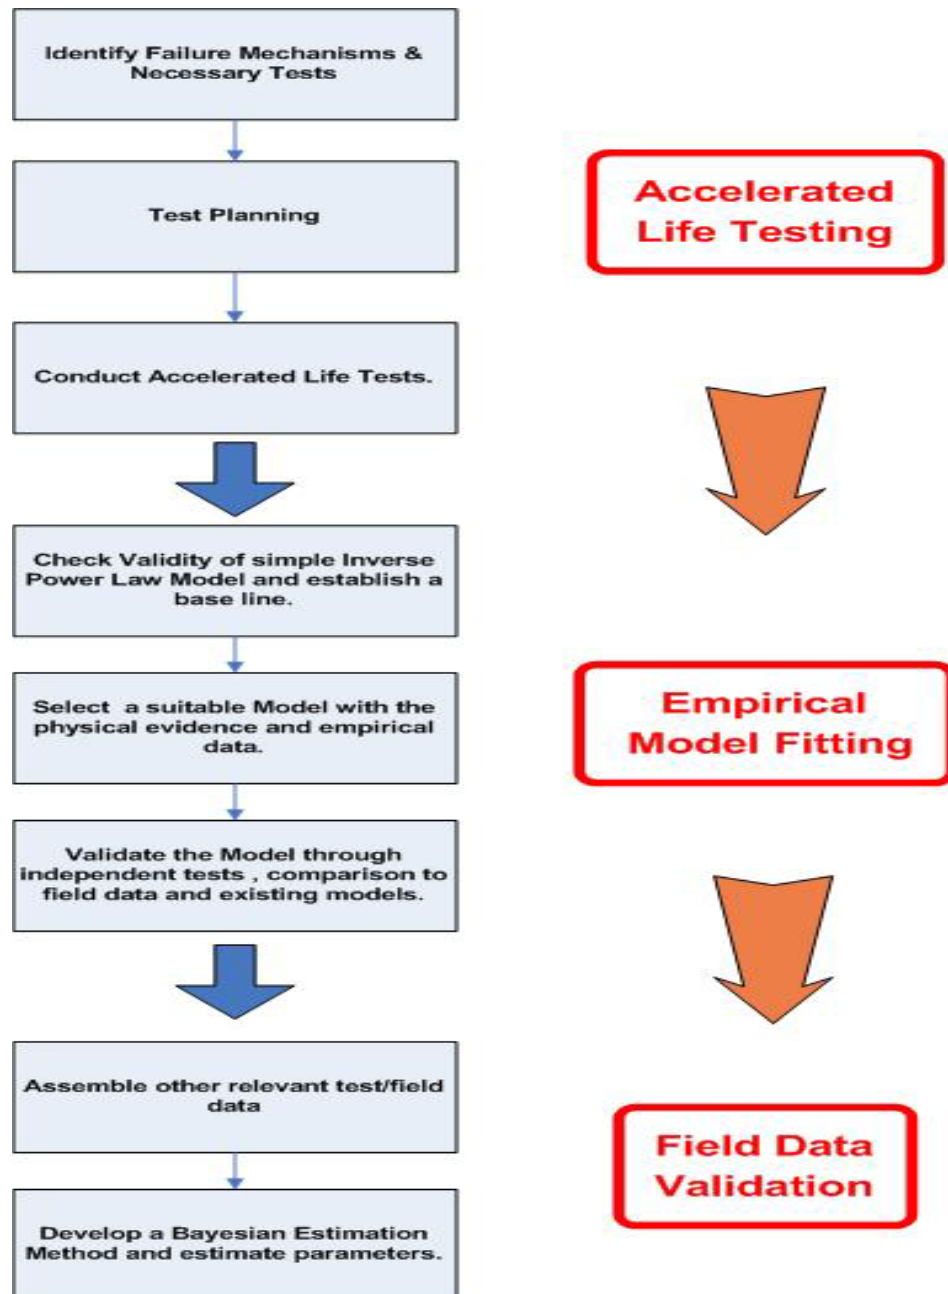 Identify Failure Mechanisms &
Necessary Tests
Test Planning
Conduct Accelerated Life Tests.
Check Validity of simple Inverse
Power Law Model and establish a
base line.
Select a suitable Model with the
physical evidence and empirical
data.
Validate the Model through
independent tests , comparison to
field data and existing models.
Assemble other relevant test/field
data
Develop a Bayesian Estimation
Method and estimate parameters.
Accelerated
Life Testing
Empirical
Model Fitting
Field Data
Validation